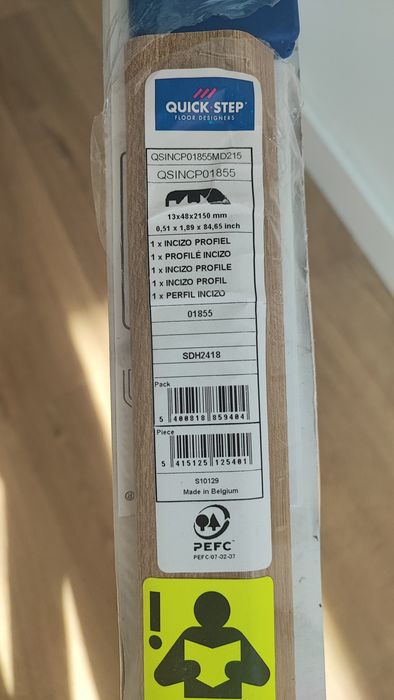 QUICK·STEP
FLOOR DESIGNERS
QSINCP01855MD215
QSINCP01855
13x48x2150 mm
0,51 x 1,89 x 84,65 inch
1 x INCIZO PROFIEL
1 x PROFILÉ INCIZO
1 x INCIZO PROFILE
1 x INCIZO PROFIL
1 x PERFIL INCIZO
01855
SDH2418
Pack
5 400818 859404
Piece
5 415125 125401
S10129
Made in Belgium
PEFC
PEFC/07-32-37
!